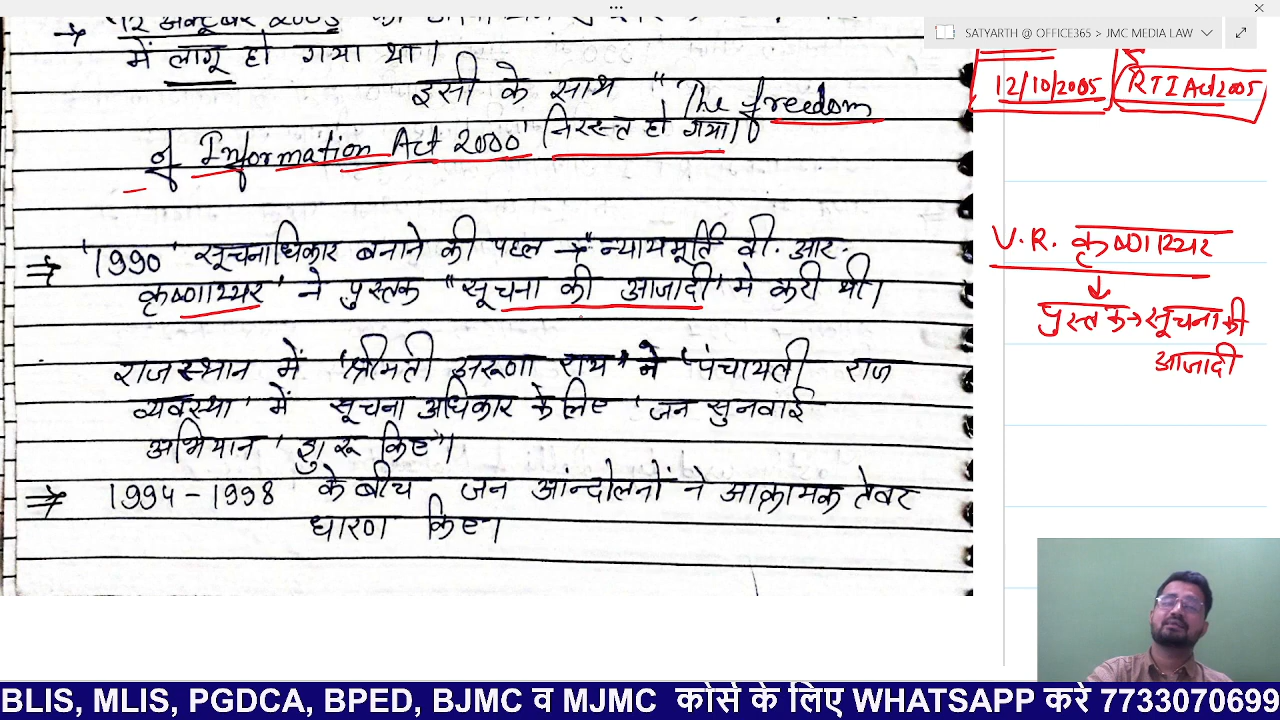 SATYARTH @ OFFICE365 > JMC MEDIA LAW
12 अक्टूबर
में लागू हो गया था।
इसी के साथ "The freedom
of Information Act 2000" निरस्त हो गया।
'1990' सूचनाधिकार बनाने की पहल → "न्यायमूर्ति वी. आर.
कृष्णाय्यर' ने पुस्तक "सूचना की आजादी' मे करी थी।
राजस्थान में 'श्रीमती अरूणा राय' ने 'पंचायती राज
व्यवस्था' में सूचना अधिकार के लिए 'जन सुनवाई
अभियान' शुरू किए"।
⇒ 1994-1998 के बीच जन आंन्दोलनों ने आक्रामक तेवर
धारण किए।
12/10/2005
RTI Act 2005
V.R. कृष्णाय्यर
↓
पुस्तक → सूचना की
आजादी
BLIS, MLIS, PGDCA, BPED, BJMC व MJMC कोर्स के लिए WHATSAPP करे 7733070699